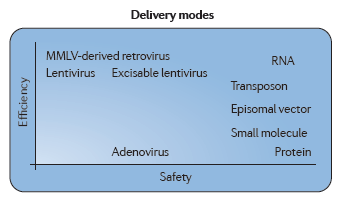 Delivery modes
MMLV-derived retrovirus
RNA
Lentivirus Excisable lentivirus
Transposon
Episomal vector
Small molecule
Adenovirus Protein
Efficiency
Safety